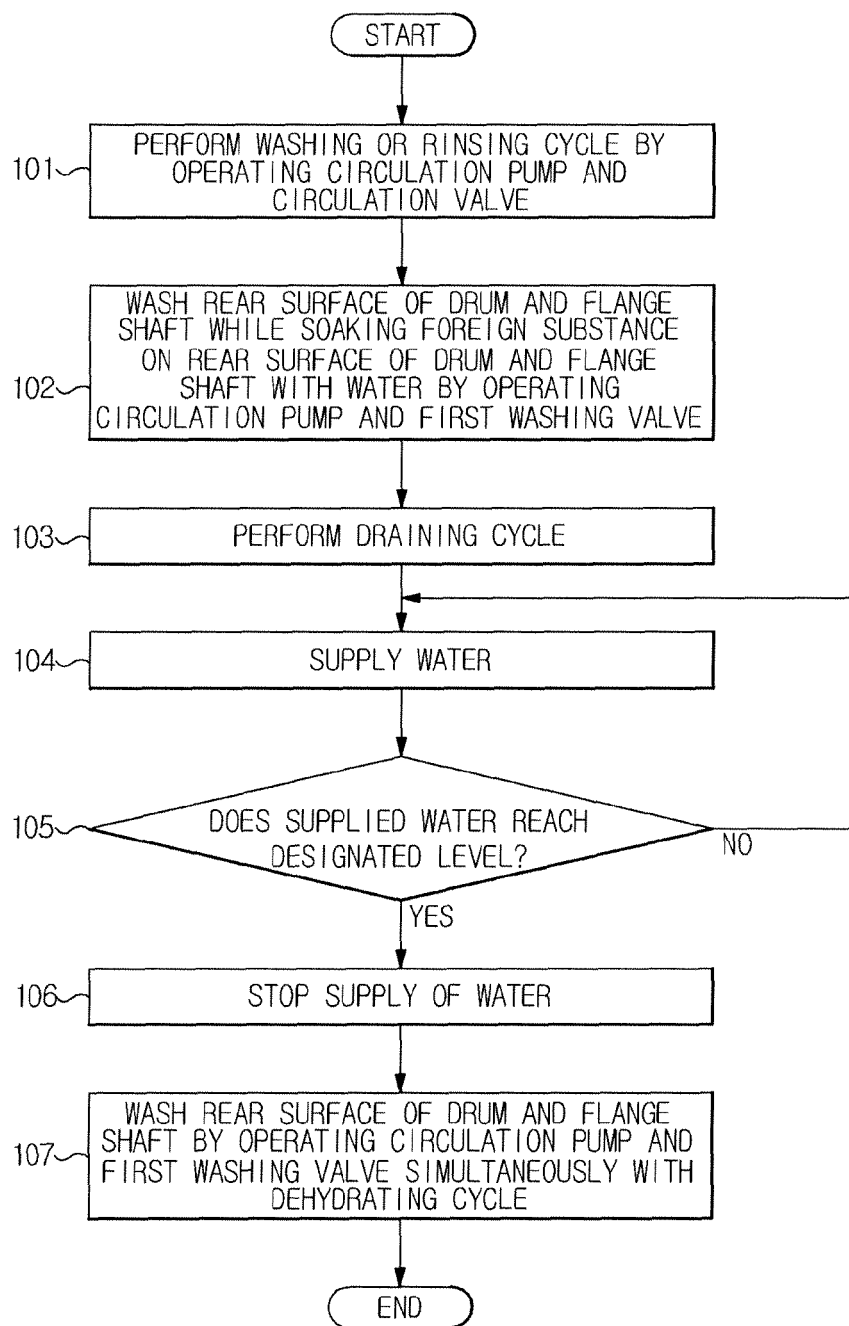 START
101
PERFORM WASHING OR RINSING CYCLE BY
OPERATING CIRCULATION PUMP AND
CIRCULATION VALVE
102
WASH REAR SURFACE OF DRUM AND FLANGE
SHAFT WHILE SOAKING FOREIGN SUBSTANCE
ON REAR SURFACE OF DRUM AND FLANGE
SHAFT WITH WATER BY OPERATING
CIRCULATION PUMP AND FIRST WASHING VALVE
103
PERFORM DRAINING CYCLE
104
SUPPLY WATER
105
DOES SUPPLIED WATER REACH
DESIGNATED LEVEL?
NO
YES
106
STOP SUPPLY OF WATER
107
WASH REAR SURFACE OF DRUM AND FLANGE
SHAFT BY OPERATING CIRCULATION PUMP AND
FIRST WASHING VALVE SIMULTANEOUSLY WITH
DEHYDRATING CYCLE
END